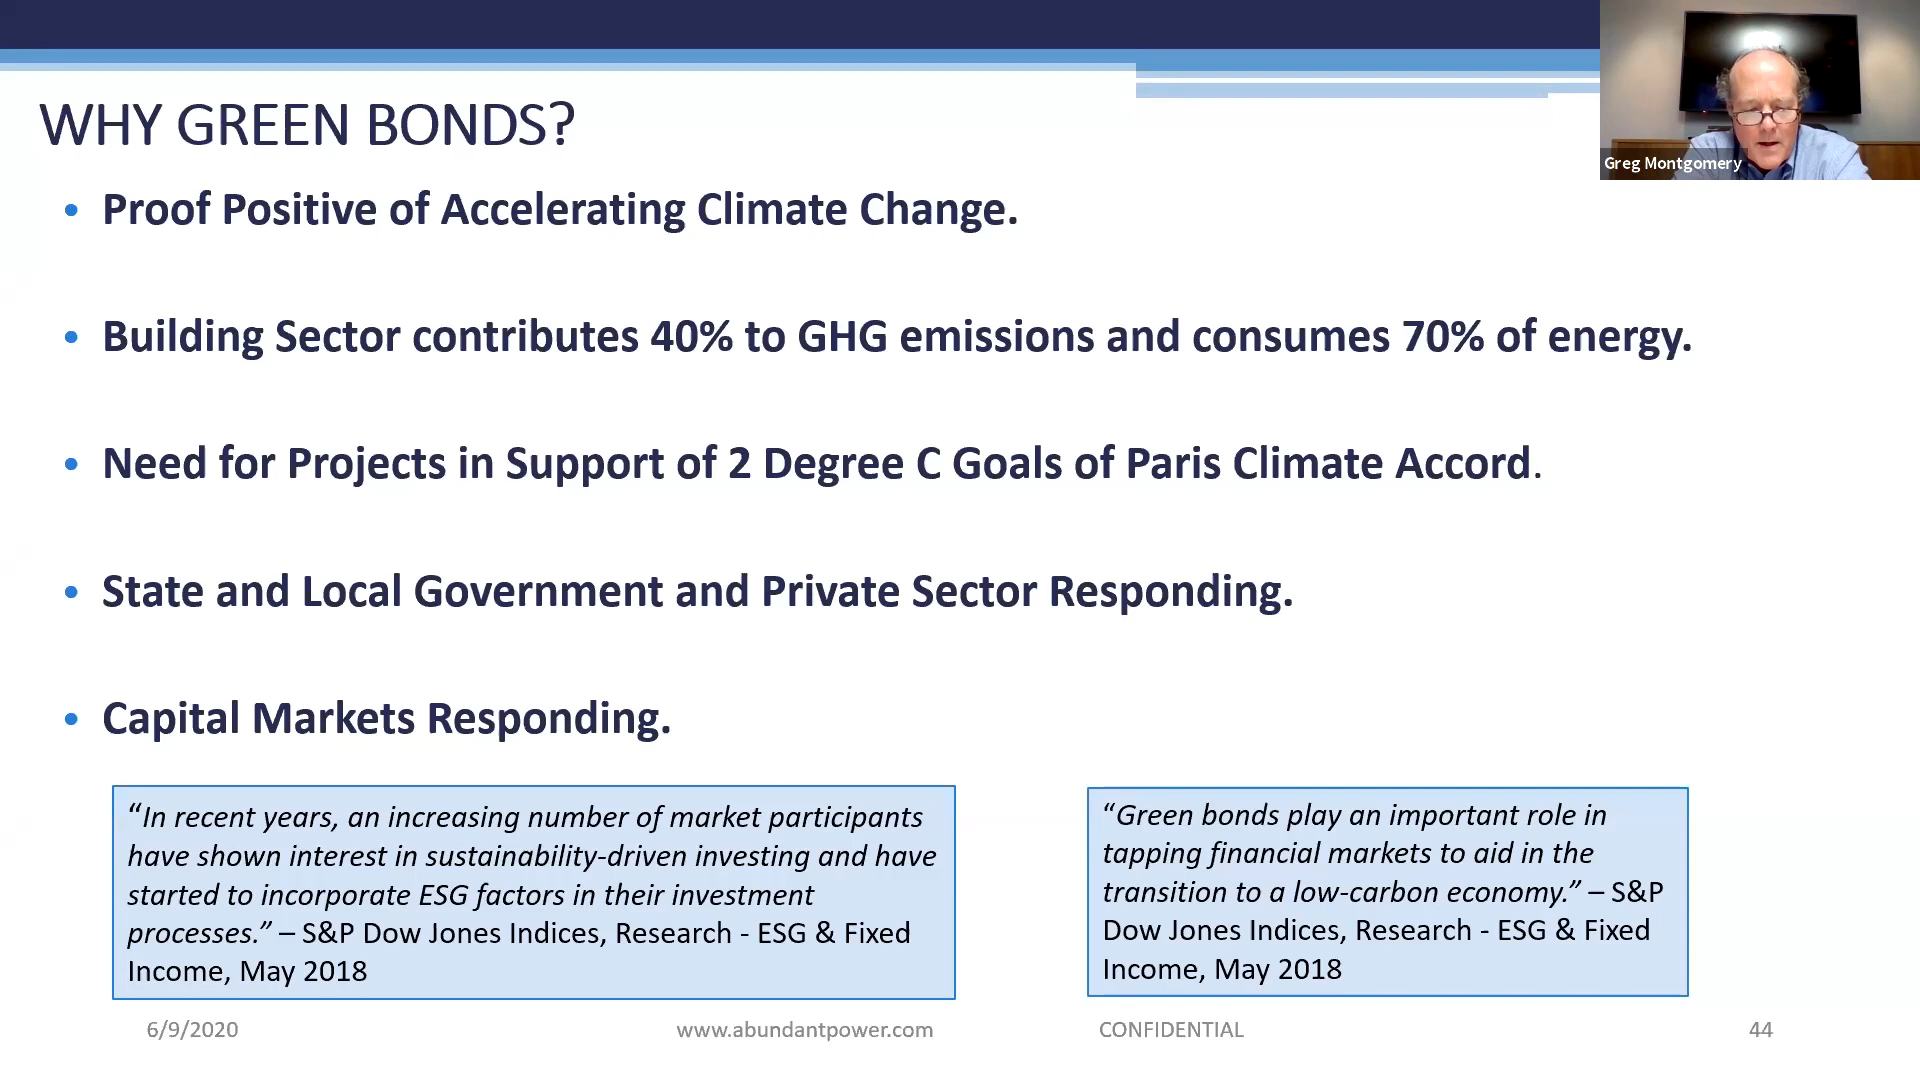 WHY GREEN BONDS?
Greg Montgomery
• Proof Positive of Accelerating Climate Change.
• Building Sector contributes 40% to GHG emissions and consumes 70% of energy.
• Need for Projects in Support of 2 Degree C Goals of Paris Climate Accord.
• State and Local Government and Private Sector Responding.
• Capital Markets Responding.
“In recent years, an increasing number of market participants
have shown interest in sustainability-driven investing and have
started to incorporate ESG factors in their investment
processes.” – S&P Dow Jones Indices, Research - ESG & Fixed
Income, May 2018
“Green bonds play an important role in
tapping financial markets to aid in the
transition to a low-carbon economy.” – S&P
Dow Jones Indices, Research - ESG & Fixed
Income, May 2018
6/9/2020
www.abundantpower.com
CONFIDENTIAL
44